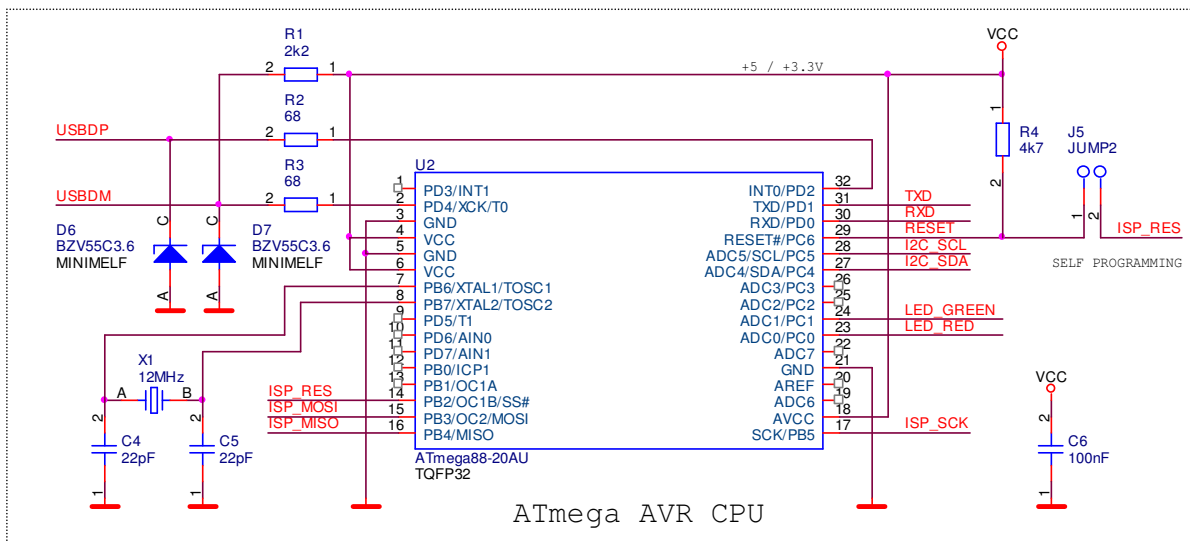 R1
2k2
2
1
VCC
+5 / +3.3V
R2
68
USBDP
2
1
1
R4
4k7
J5
JUMP2
R3
68
U2
USBDM
2
1
2
1
2
ISP_RES
SELF PROGRAMMING
D6
BZV55C3.6
MINIMELF
C
A
D7
BZV55C3.6
MINIMELF
C
A
1 PD3/INT1
2 PD4/XCK/T0
3 GND
4 VCC
5 GND
6 VCC
7 PB6/XTAL1/TOSC1
8 PB7/XTAL2/TOSC2
9 PD5/T1
10 PD6/AIN0
11 PD7/AIN1
12 PB0/ICP1
13 PB1/OC1A
ISP_RES 14 PB2/OC1B/SS#
ISP_MOSI 15 PB3/OC2/MOSI
ISP_MISO 16 PB4/MISO
INT0/PD2 32
TXD/PD1 31 TXD
RXD/PD0 30 RXD
RESET#/PC6 29 RESET
ADC5/SCL/PC5 28 I2C_SCL
ADC4/SDA/PC4 27 I2C_SDA
ADC3/PC3 26
ADC2/PC2 25
ADC1/PC1 24 LED_GREEN
ADC0/PC0 23 LED_RED
ADC7 22
GND 21
AREF 20
ADC6 19
AVCC 18
SCK/PB5 17 ISP_SCK
ATmega88-20AU
TQFP32
X1
12MHz
A
B
2
C4
22pF
1
2
C5
22pF
1
VCC
2
C6
100nF
1
ATmega AVR CPU